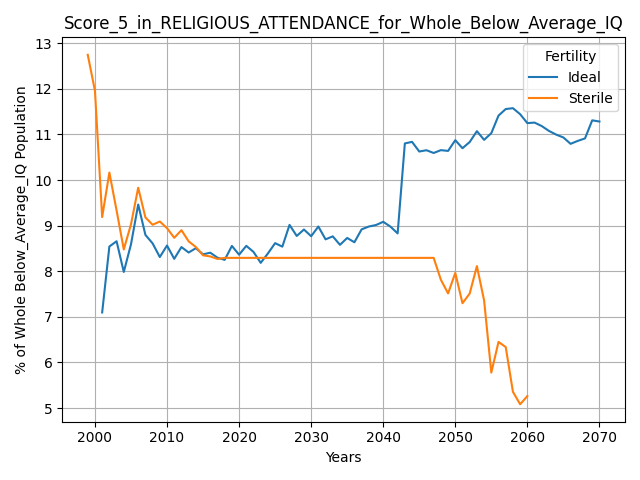 Score_5_in_RELIGIOUS_ATTENDANCE_for_Whole_Below_Average_IQ
% of Whole Below_Average_IQ Population
13
12
11
10
9
8
7
6
5
Fertility
Ideal
Sterile
2000 2010 2020 2030 2040 2050 2060 2070
Years